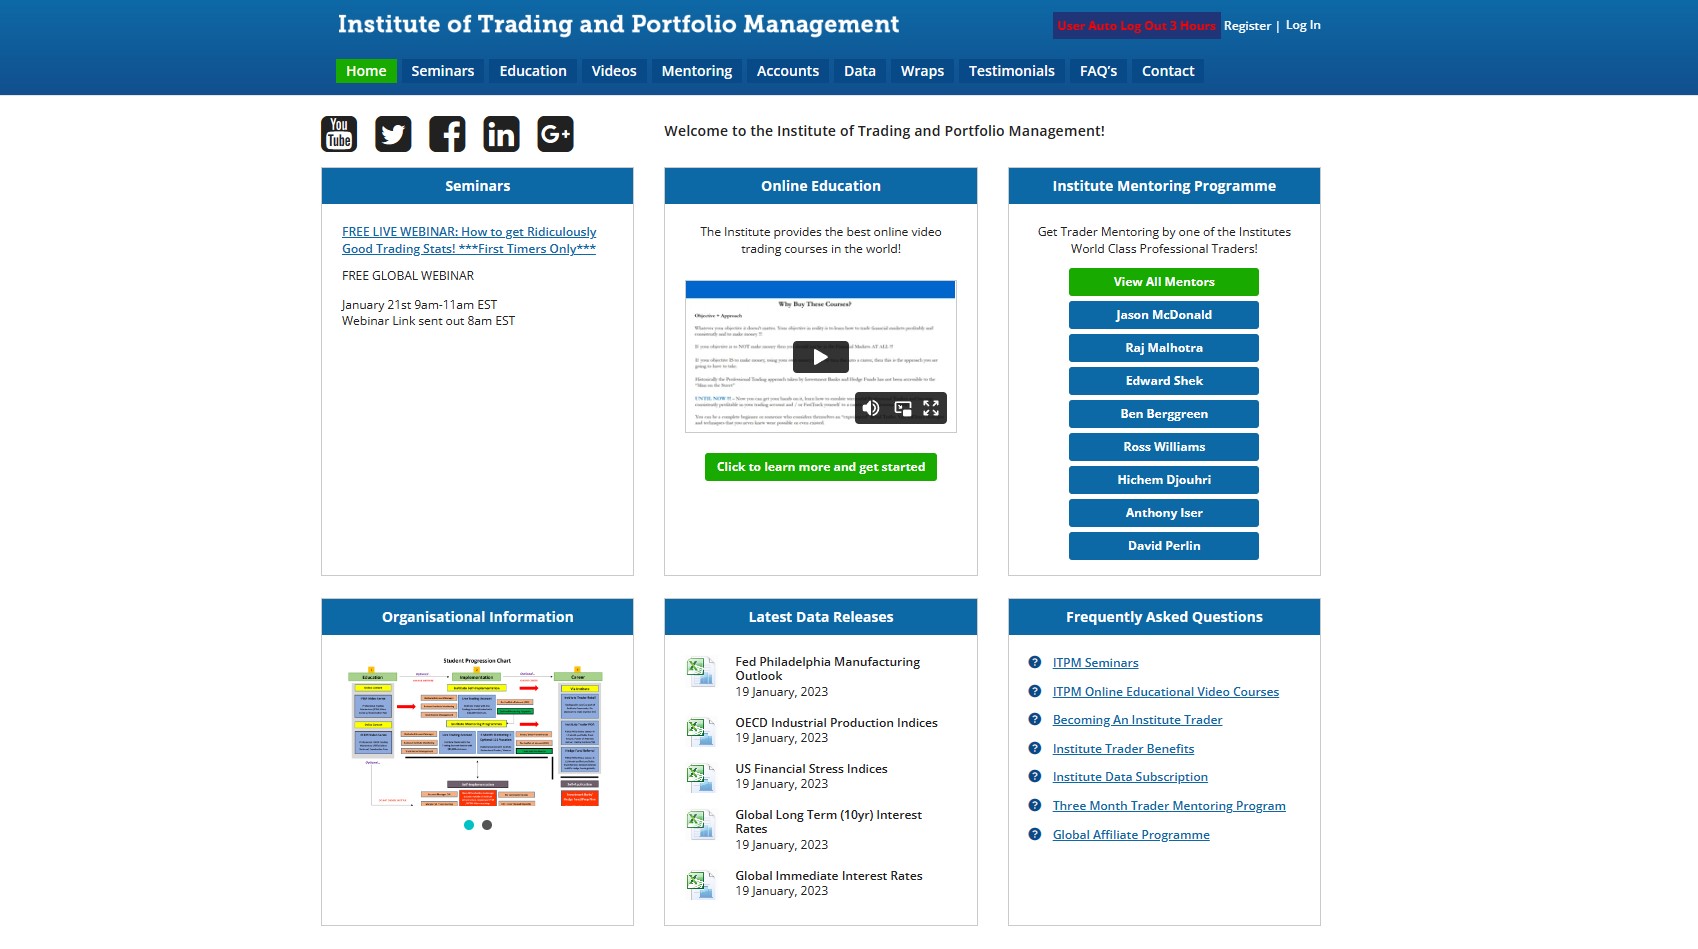 Institute of Trading and Portfolio Management
User Auto Log Out 3 Hours Register | Log In
Home Seminars Education Videos Mentoring Accounts Data Wraps Testimonials FAQ's Contact
You
Tube
in
G+
Welcome to the Institute of Trading and Portfolio Management!
Seminars
FREE LIVE WEBINAR: How to get Ridiculously
Good Trading Stats! ***First Timers Only***
FREE GLOBAL WEBINAR
January 21st 9am-11am EST
Webinar Link sent out 8am EST
Online Education
The Institute provides the best online video
trading courses in the world!
Why Buy These Courses?
Objective + Approach
UNTIL NOW !!
Click to learn more and get started
Institute Mentoring Programme
Get Trader Mentoring by one of the Institutes
World Class Professional Traders!
View All Mentors
Jason McDonald
Raj Malhotra
Edward Shek
Ben Berggreen
Ross Williams
Hichem Djouhri
Anthony Iser
David Perlin
Organisational Information
Student Progression Chart
Education Implementation Career
Latest Data Releases
Fed Philadelphia Manufacturing
Outlook
19 January, 2023
OECD Industrial Production Indices
19 January, 2023
US Financial Stress Indices
19 January, 2023
Global Long Term (10yr) Interest
Rates
19 January, 2023
Global Immediate Interest Rates
19 January, 2023
Frequently Asked Questions
ITPM Seminars
ITPM Online Educational Video Courses
Becoming An Institute Trader
Institute Trader Benefits
Institute Data Subscription
Three Month Trader Mentoring Program
Global Affiliate Programme